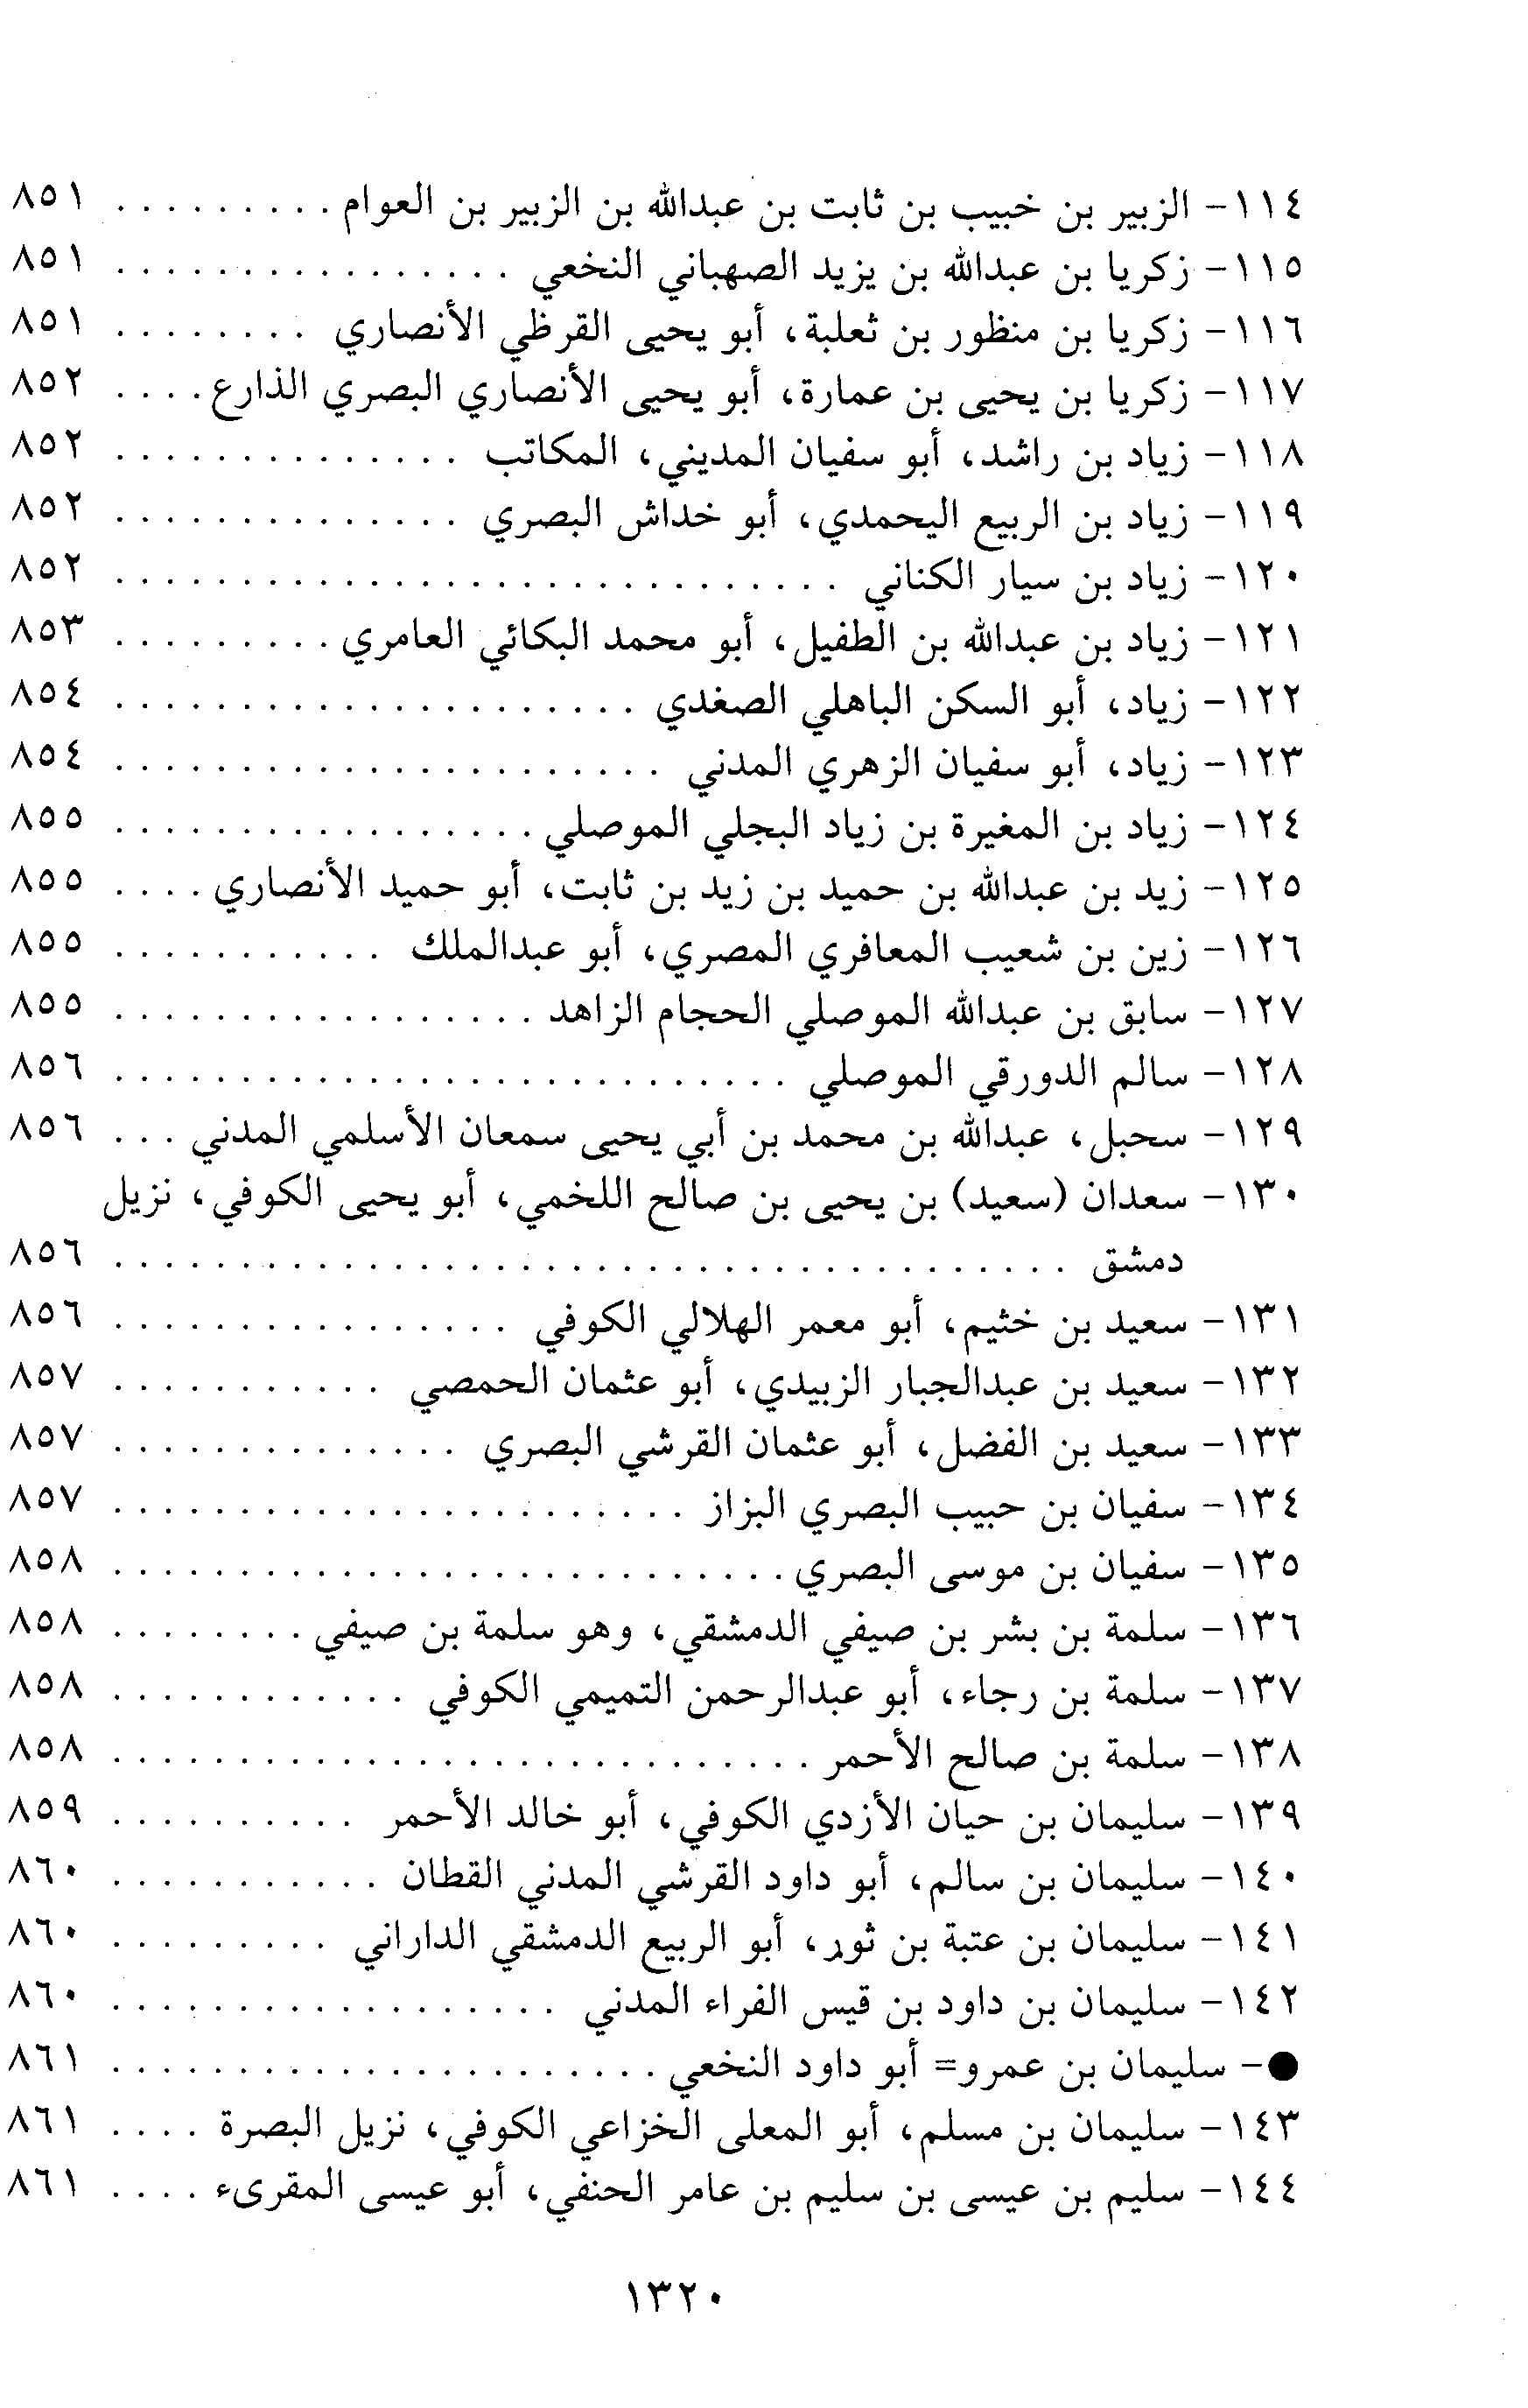 ١١٤- الزبير بن خبيب بن ثابت بن عبدالله بن الزبير بن العوام . . . . . . . . . ٨٥١
١١٥- زكريا بن عبدالله بن يزيد الصهباني النخعي . . . . . . . . . . . . . . . . ٨٥١
١١٦- زكريا بن منظور بن ثعلبة، أبو يحيى القرظي الأنصاري . . . . . . . . ٨٥١
١١٧- زكريا بن يحيى بن عمارة، أبو يحيى الأنصاري البصري الذارع . . . . ٨٥٢
١١٨- زياد بن راشد، أبو سفيان المديني، المكاتب . . . . . . . . . . . . . . ٨٥٢
١١٩- زياد بن الربيع اليحمدي، أبو خداش البصري . . . . . . . . . . . . . . ٨٥٢
١٢٠- زياد بن سيار الكناني . . . . . . . . . . . . . . . . . . . . . . . . . . . . . ٨٥٢
١٢١- زياد بن عبدالله بن الطفيل، أبو محمد البكائي العامري . . . . . . . . . ٨٥٣
١٢٢- زياد، أبو السكن الباهلي الصغدي . . . . . . . . . . . . . . . . . . . . . ٨٥٤
١٢٣- زياد، أبو سفيان الزهري المدني . . . . . . . . . . . . . . . . . . . . . . ٨٥٤
١٢٤- زياد بن المغيرة بن زياد البجلي الموصلي . . . . . . . . . . . . . . . . . ٨٥٥
١٢٥- زيد بن عبدالله بن حميد بن زيد بن ثابت، أبو حميد الأنصاري . . . . ٨٥٥
١٢٦- زين بن شعيب المعافري المصري، أبو عبدالملك . . . . . . . . . . . ٨٥٥
١٢٧- سابق بن عبدالله الموصلي الحجام الزاهد . . . . . . . . . . . . . . . . . ٨٥٥
١٢٨- سالم الدورقي الموصلي . . . . . . . . . . . . . . . . . . . . . . . . . . . ٨٥٦
١٢٩- سحبل، عبدالله بن محمد بن أبي يحيى سمعان الأسلمي المدني . . . ٨٥٦
١٣٠- سعدان (سعيد) بن يحيى بن صالح اللخمي، أبو يحيى الكوفي، نزيل
دمشق . . . . . . . . . . . . . . . . . . . . . . . . . . . . . . . . . . . . . . ٨٥٦
١٣١- سعيد بن خثيم، أبو معمر الهلالي الكوفي . . . . . . . . . . . . . . . . ٨٥٦
١٣٢- سعيد بن عبدالجبار الزبيدي، أبو عثمان الحمصي . . . . . . . . . . . ٨٥٧
١٣٣- سعيد بن الفضل، أبو عثمان القرشي البصري . . . . . . . . . . . . . . ٨٥٧
١٣٤- سفيان بن حبيب البصري البزاز . . . . . . . . . . . . . . . . . . . . . . . ٨٥٧
١٣٥- سفيان بن موسى البصري . . . . . . . . . . . . . . . . . . . . . . . . . . . ٨٥٨
١٣٦- سلمة بن بشر بن صيفي الدمشقي، وهو سلمة بن صيفي . . . . . . . . ٨٥٨
١٣٧- سلمة بن رجاء، أبو عبدالرحمن التميمي الكوفي . . . . . . . . . . . . ٨٥٨
١٣٨- سلمة بن صالح الأحمر . . . . . . . . . . . . . . . . . . . . . . . . . . . . ٨٥٨
١٣٩- سليمان بن حيان الأزدي الكوفي، أبو خالد الأحمر . . . . . . . . . . ٨٥٩
١٤٠- سليمان بن سالم، أبو داود القرشي المدني القطان . . . . . . . . . . . ٨٦٠
١٤١- سليمان بن عتبة بن ثور، أبو الربيع الدمشقي الداراني . . . . . . . . . ٨٦٠
١٤٢- سليمان بن داود بن قيس الفراء المدني . . . . . . . . . . . . . . . . . . ٨٦٠
●- سليمان بن عمرو= أبو داود النخعي . . . . . . . . . . . . . . . . . . . . . . ٨٦١
١٤٣- سليمان بن مسلم، أبو المعلى الخزاعي الكوفي، نزيل البصرة . . . . ٨٦١
١٤٤- سليم بن عيسى بن سليم بن عامر الحنفي، أبو عيسى المقرىء . . . . ٨٦١
١٣٢٠